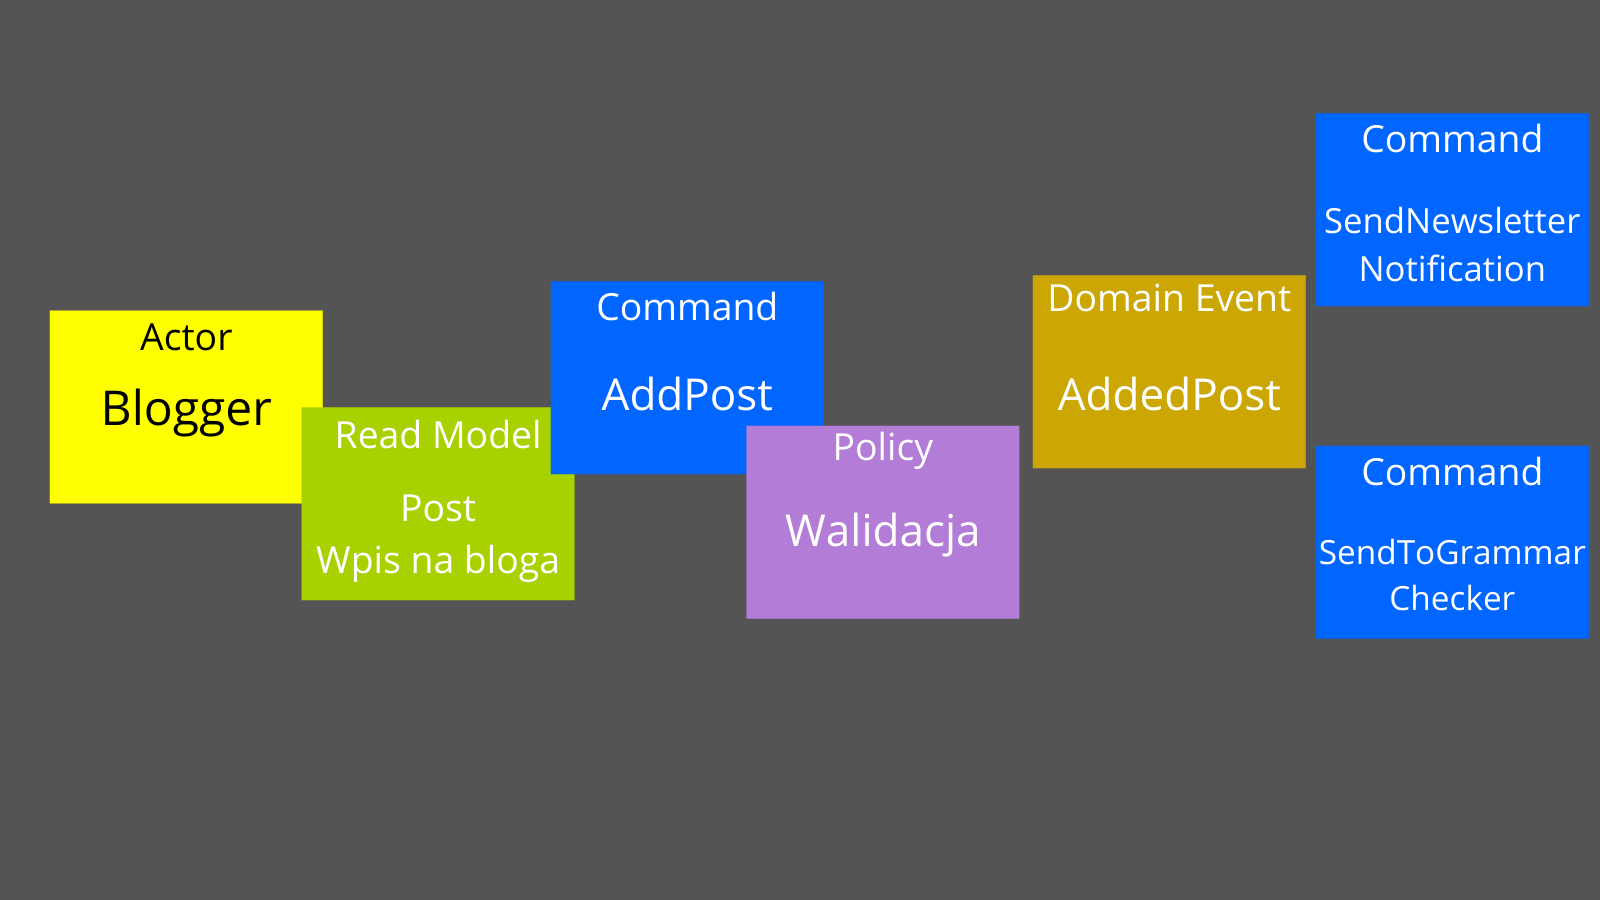 Actor
Blogger
Read Model
Post
Wpis na bloga
Command
AddPost
Policy
Walidacja
Domain Event
AddedPost
Command
SendNewsletter
Notification
Command
SendToGrammar
Checker